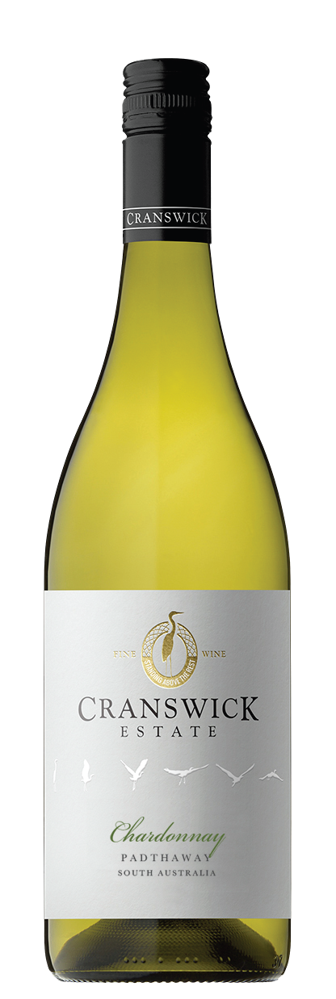 CRANSWICK
FINE WINE
STANDING ABOVE THE REST
CRANSWICK
ESTATE
Chardonnay
PADTHAWAY
SOUTH AUSTRALIA